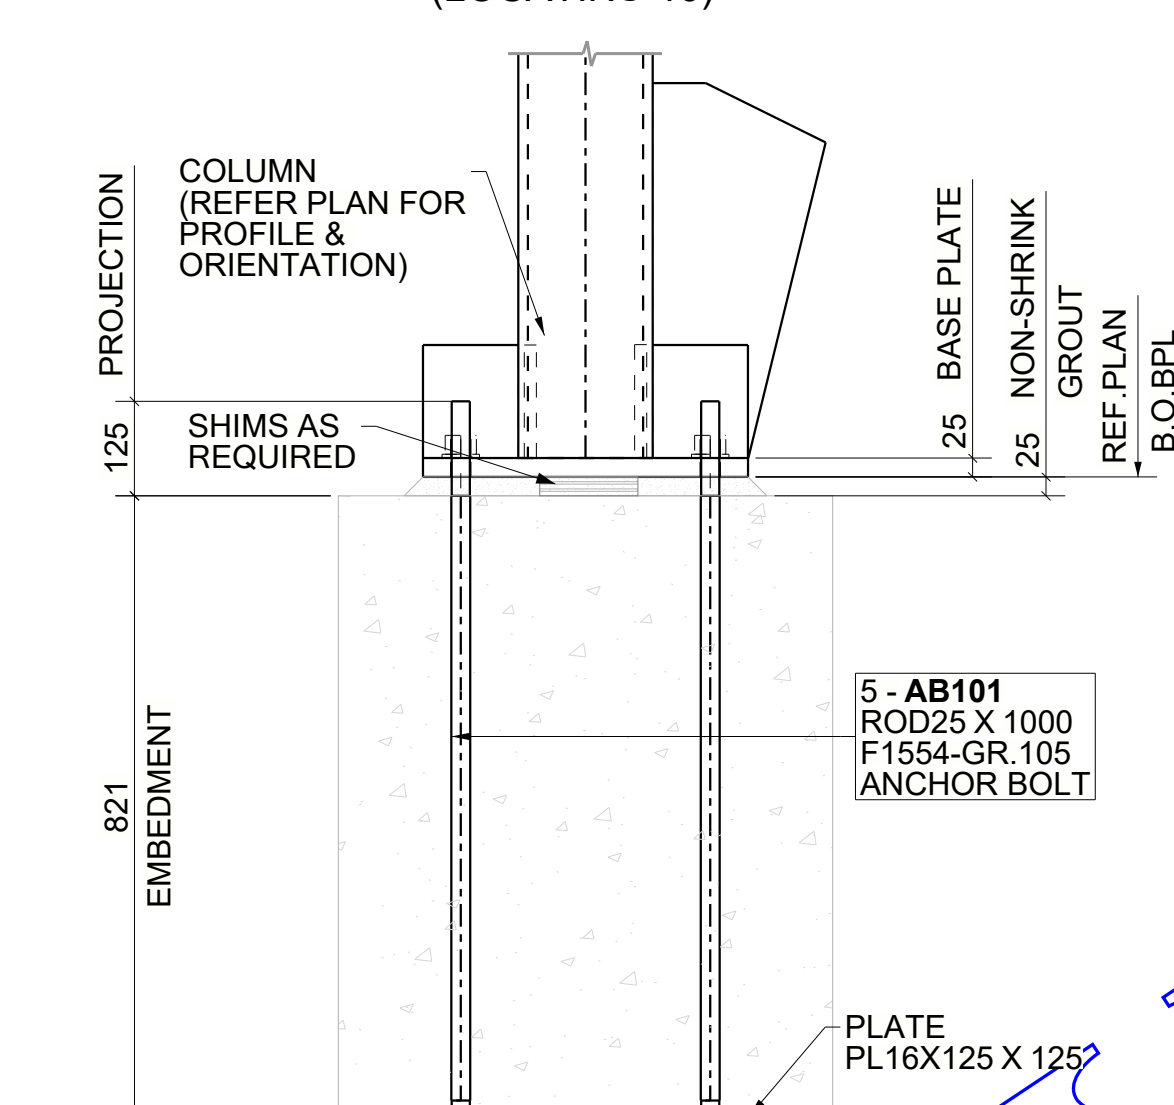 COLUMN
(REFER PLAN FOR
PROFILE &
ORIENTATION)
PROJECTION
125
SHIMS AS
REQUIRED
25 BASE PLATE
25 NON-SHRINK
GROUT
REF.PLAN
B.O.BPL
5 - AB101
ROD25 X 1000
F1554-GR.105
ANCHOR BOLT
821
EMBEDMENT
PLATE
PL16X125 X 125